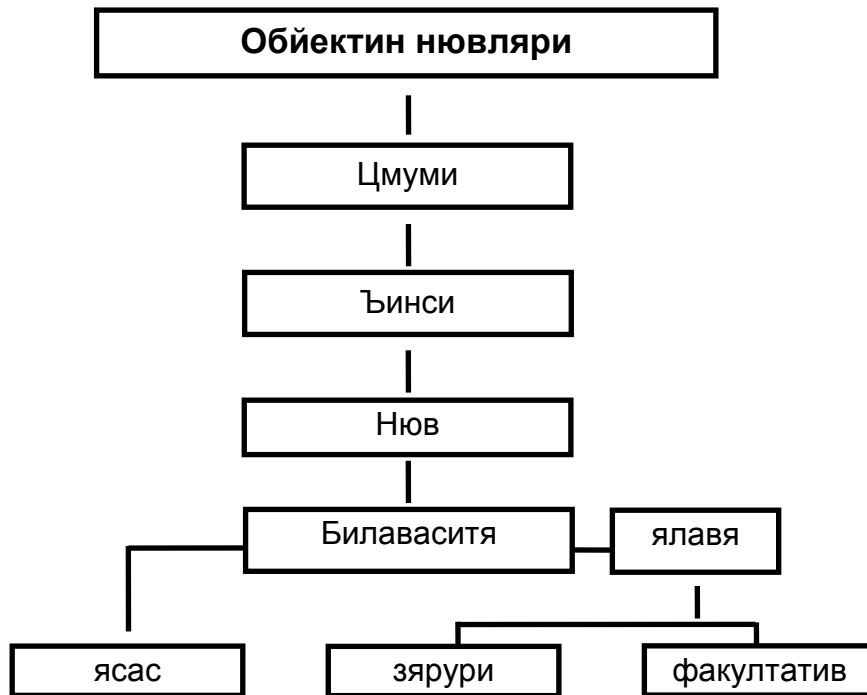 Обйектин нювляри
Цмуми
Ъинси
Нюв
Билаваситя
ялавя
ясас
зярури
факултатив